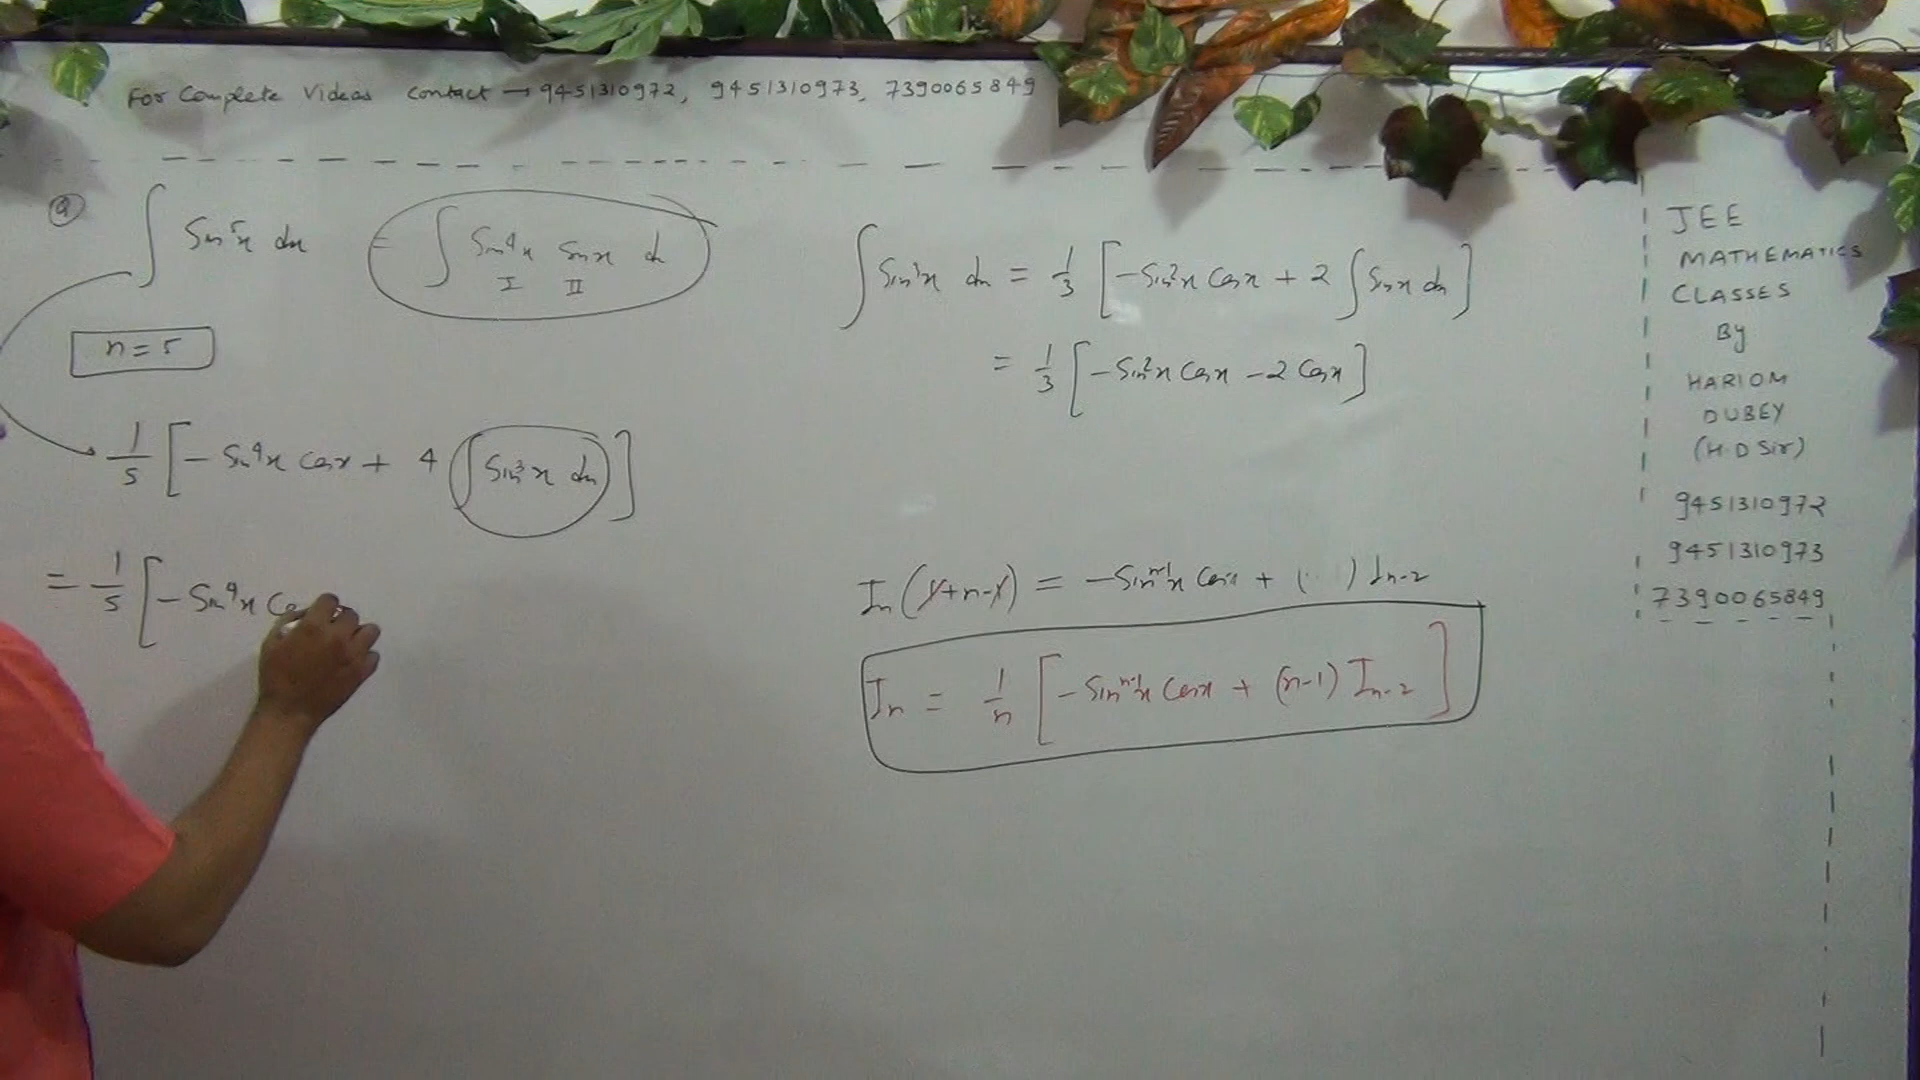 For Complete Videos Contact → 9451310972, 9451310973, 7390065849
Q ∫ Sin⁵x dx = ∫ Sin⁴x Sinx dx
I II
n = 5
1/5 [- Sin⁴x Cosx + 4 ∫ Sin³x dx]
= 1/5 [- Sin⁴x Co
∫ Sin³x dx = 1/3 [-Sin²x Cosx + 2 ∫ Sinx dx]
= 1/3 [-Sin²x Cosx - 2 Cosx]
Iₙ (1+n-1) = -Sinⁿ⁻¹x Cosx + ( ) Iₙ₋₂
Iₙ = 1/n [- Sinⁿ⁻¹x Cosx + (n-1) Iₙ₋₂]
JEE
MATHEMATICS
CLASSES
By
HARIOM
DUBEY
(H.D Sir)
9451310972
9451310973
7390065849